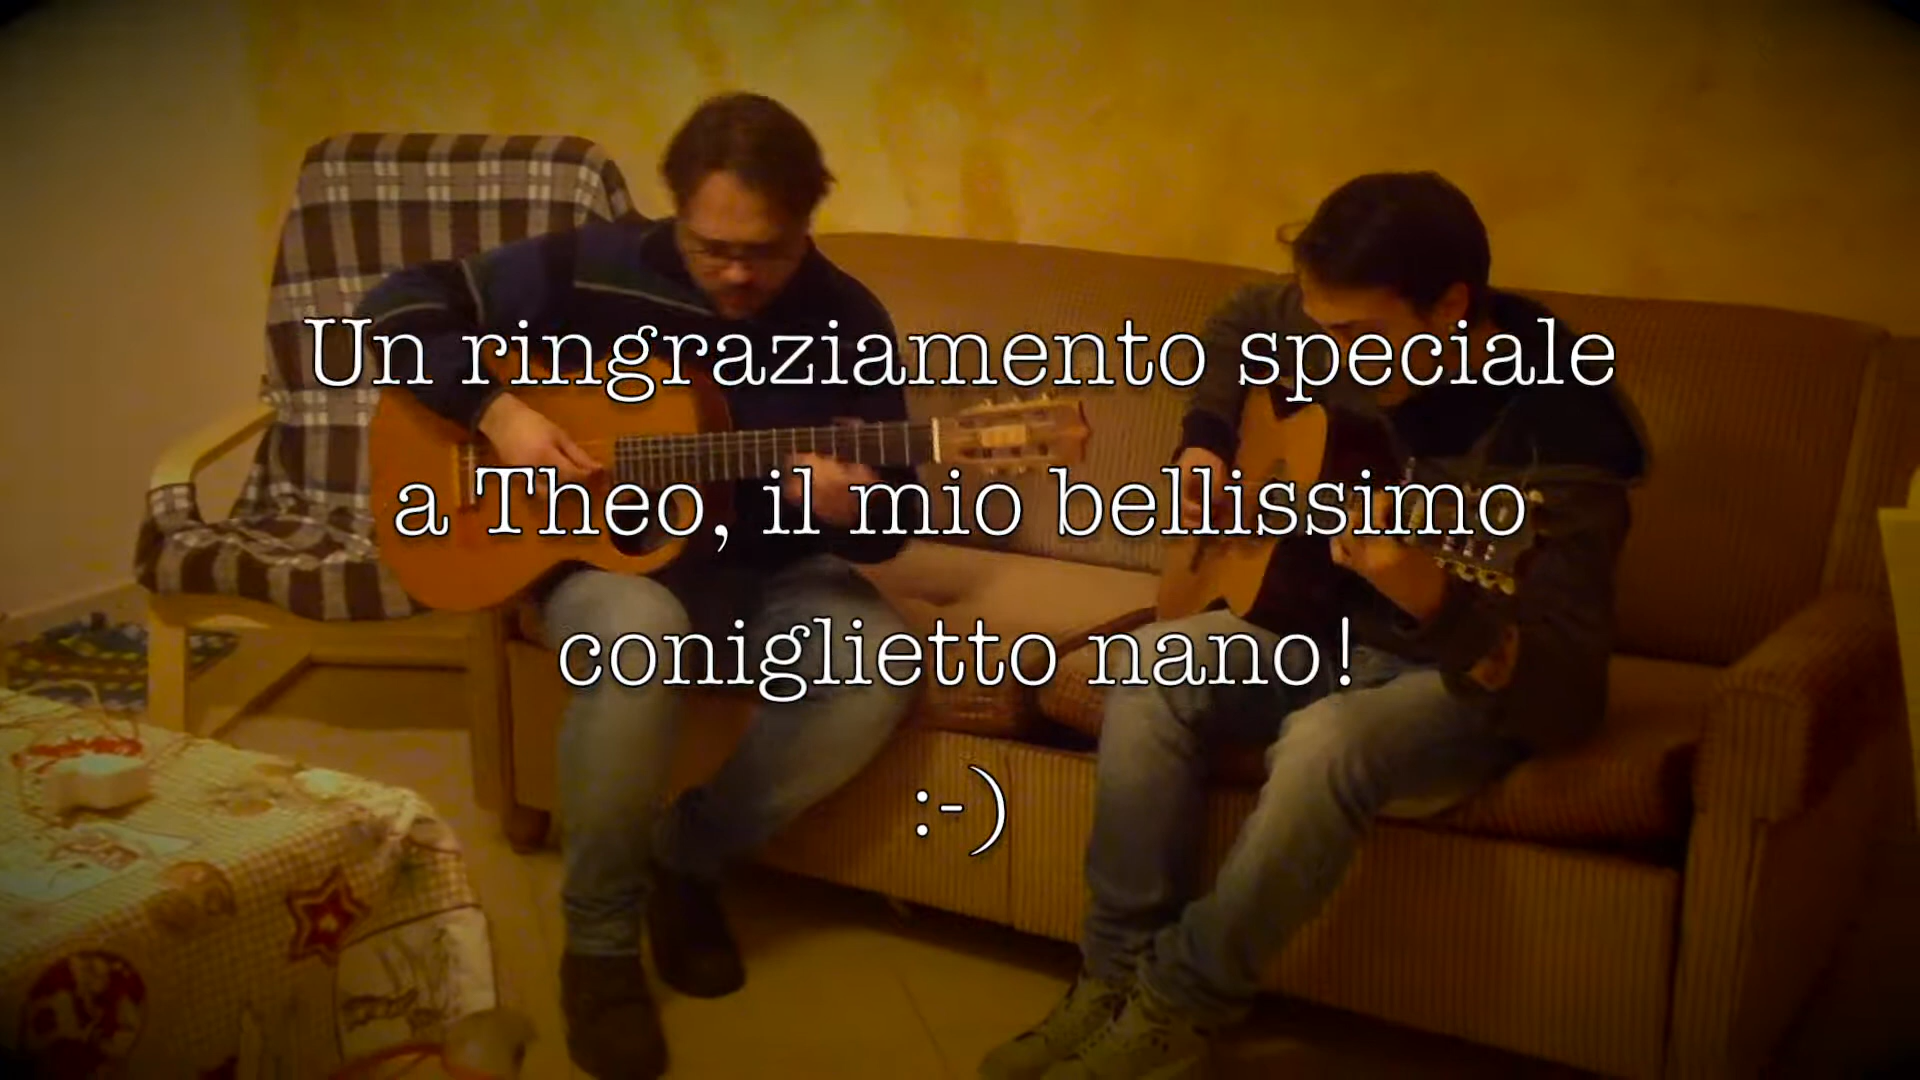 Un ringraziamento speciale
a Theo, il mio bellissimo
coniglietto nano!
:-)